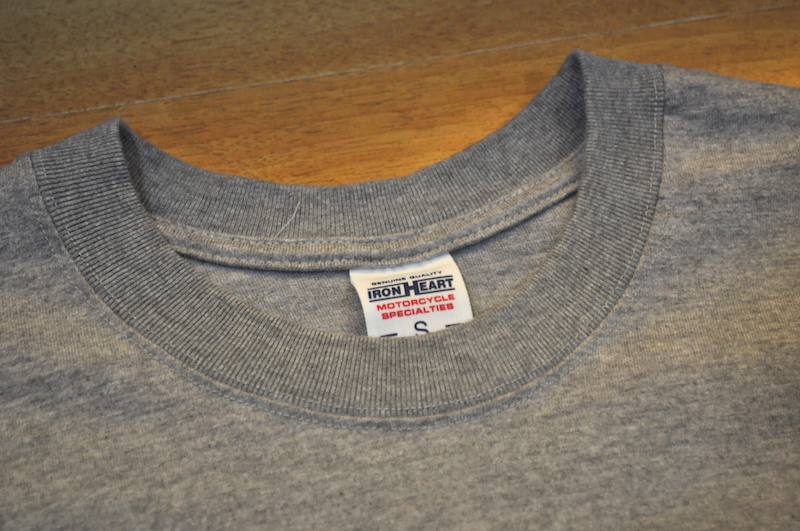 GENUINE QUALITY
IRON HEART
MOTORCYCLE
SPECIALTIES
- S -